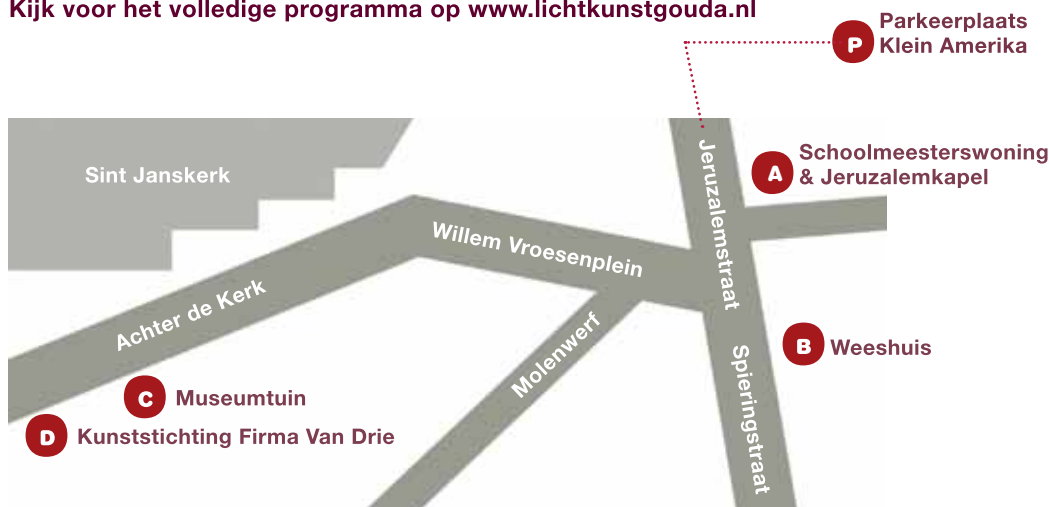 Kijk voor het volledige programma op www.lichtkunstgouda.nl
P
Parkeerplaats
Klein Amerika
A
Schoolmeesterswoning
& Jeruzalemkapel
Sint Janskerk
Jeruzalemstraat
Willem Vroesenplein
Achter de Kerk
Molenwerf
B
Weeshuis
Spieringstraat
C
Museumtuin
D
Kunststichting Firma Van Drie